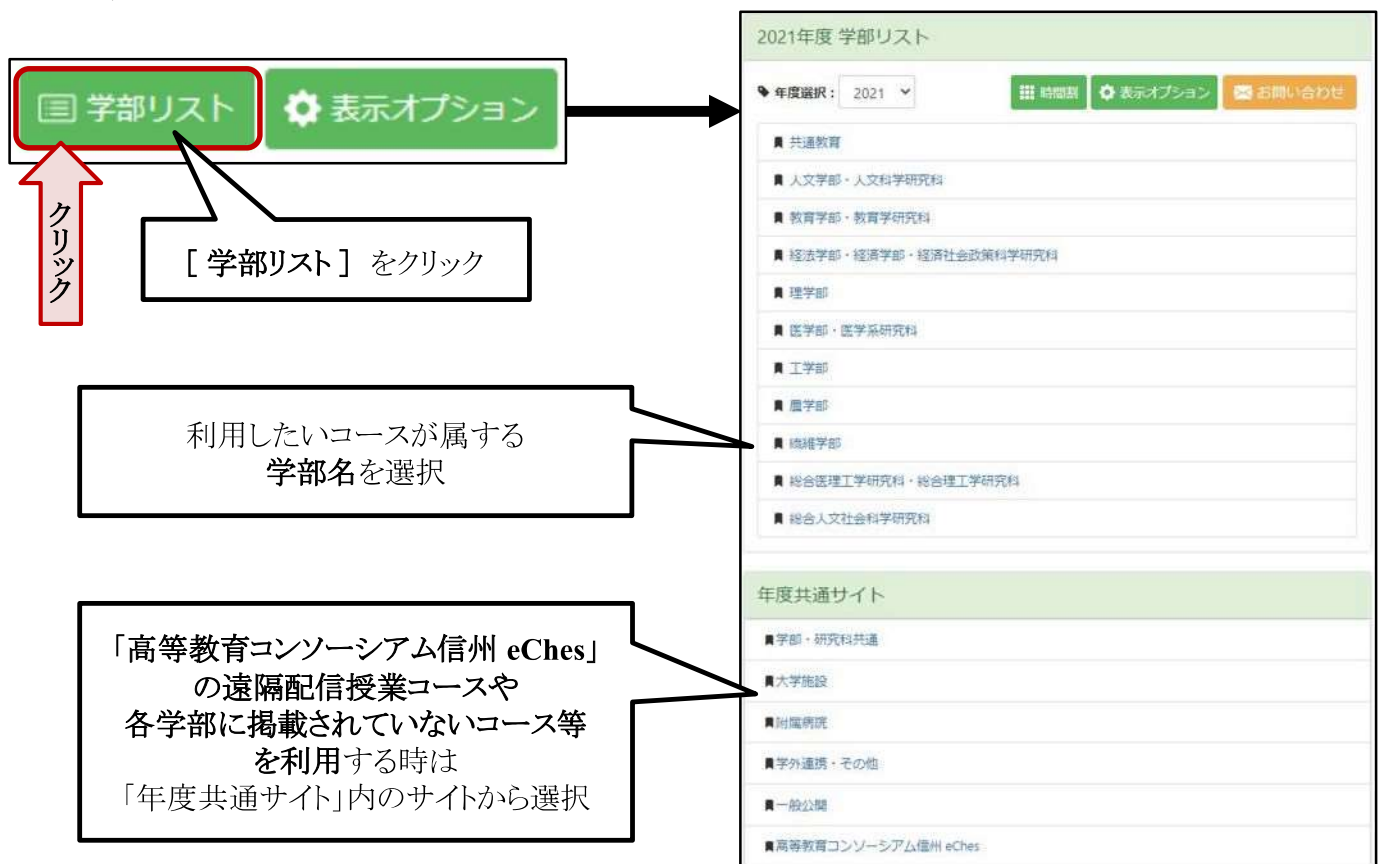 学部リスト
表示オプション
クリック
[ 学部リスト ] をクリック
利用したいコースが属する
学部名を選択
「高等教育コンソーシアム信州 eChes」
の遠隔配信授業コースや
各学部に掲載されていないコース等
を利用する時は
「年度共通サイト」内のサイトから選択
2021年度 学部リスト
年度選択： 2021
時間割
表示オプション
お問い合わせ
共通教育
人文学部・人文科学研究科
教育学部・教育学研究科
経法学部・経済学部・経済社会政策科学研究科
理学部
医学部・医学系研究科
工学部
農学部
繊維学部
総合医理工学研究科・総合理工学研究科
総合人文社会科学研究科
年度共通サイト
学部・研究科共通
大学施設
附属病院
学外連携・その他
一般公開
高等教育コンソーシアム信州 eChes